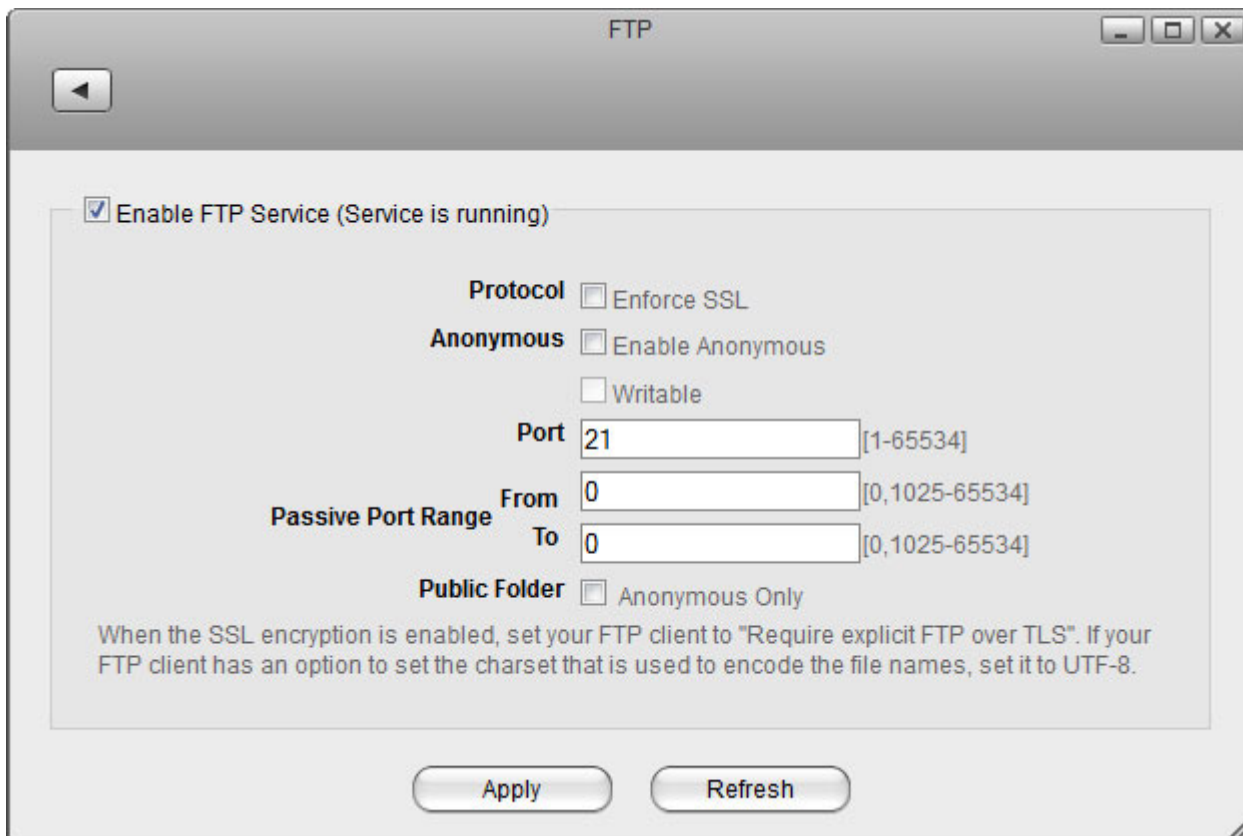 FTP
Enable FTP Service (Service is running)
Protocol Enforce SSL
Anonymous Enable Anonymous
Writable
Port 21 [1-65534]
Passive Port Range From 0 [0,1025-65534]
To 0 [0,1025-65534]
Public Folder Anonymous Only
When the SSL encryption is enabled, set your FTP client to "Require explicit FTP over TLS". If your
FTP client has an option to set the charset that is used to encode the file names, set it to UTF-8.
Apply Refresh